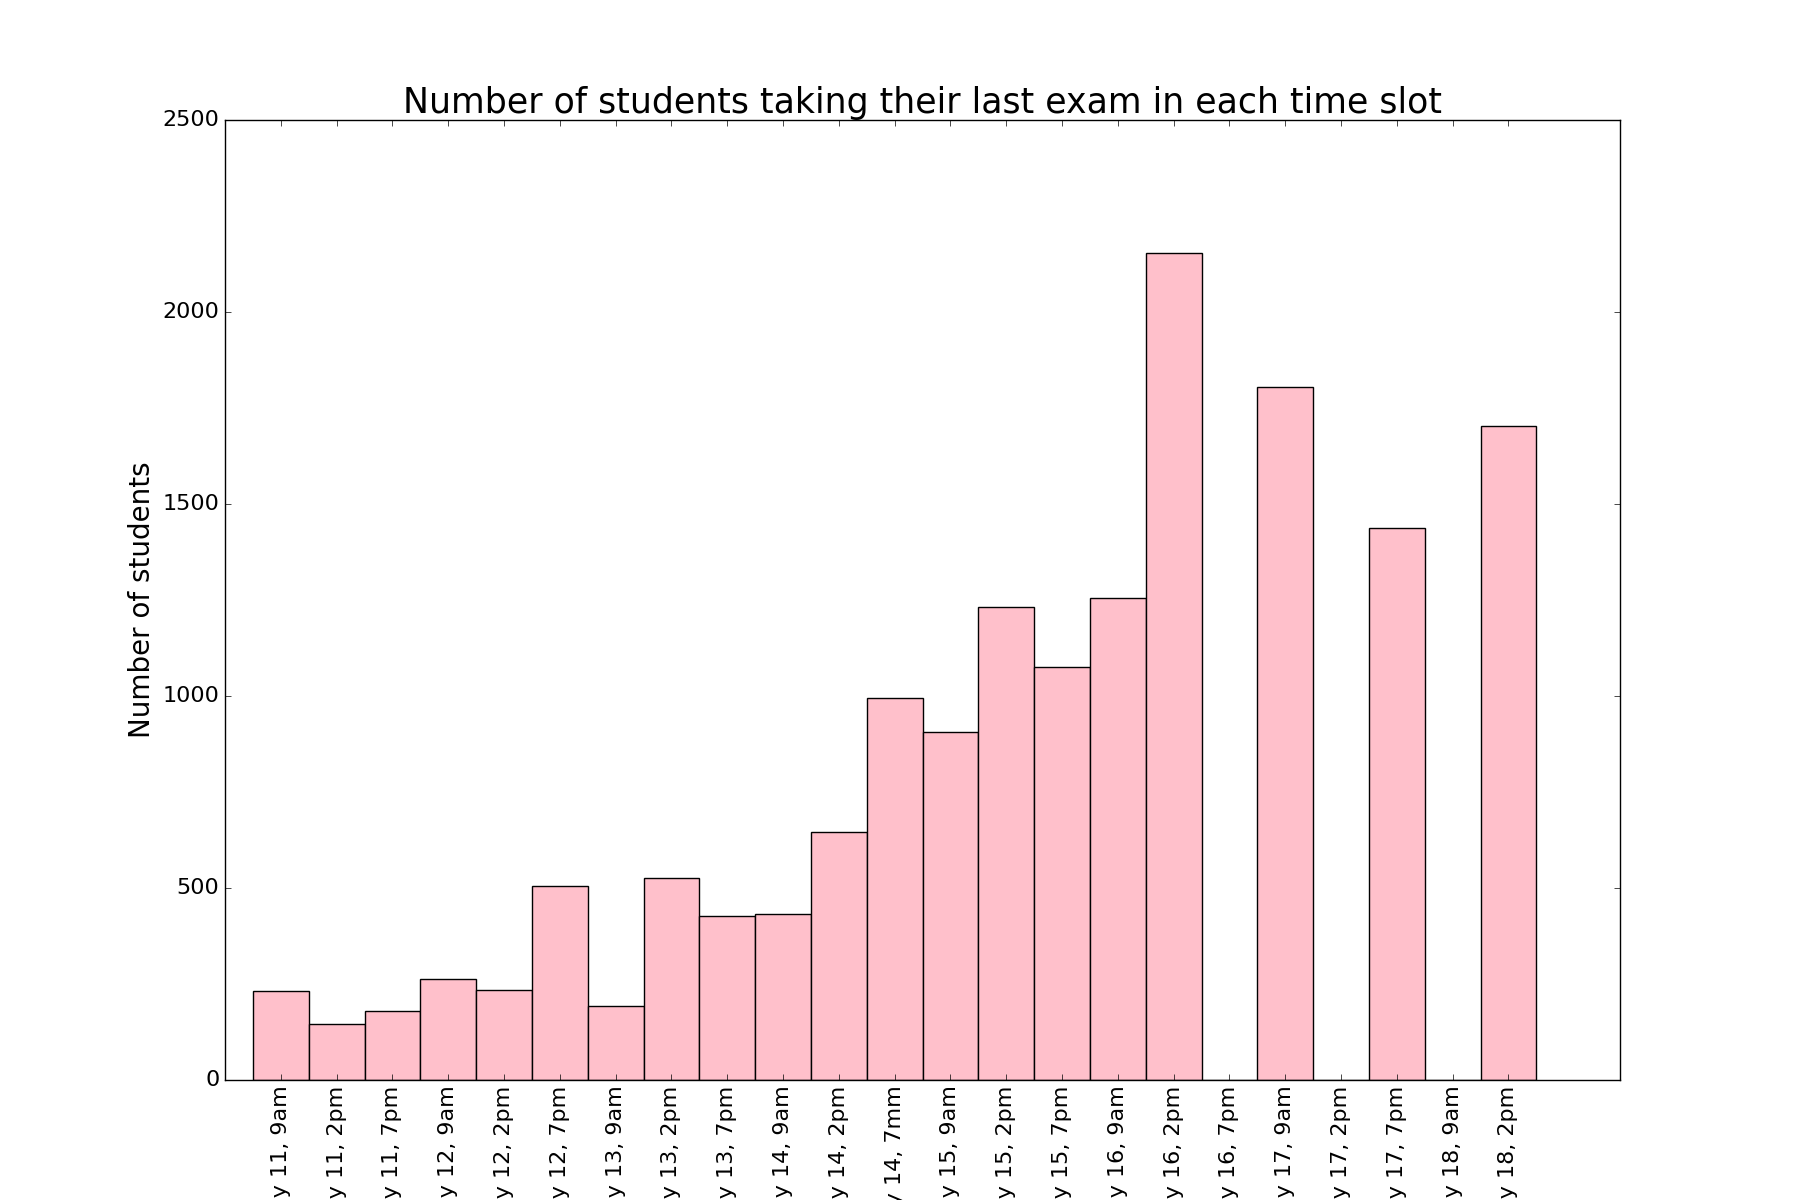 Number of students taking their last exam in each time slot
Number of students
2500
2000
1500
1000
500
0
y 11, 9am
y 11, 2pm
y 11, 7pm
y 12, 9am
y 12, 2pm
y 12, 7pm
y 13, 9am
y 13, 2pm
y 13, 7pm
y 14, 9am
y 14, 2pm
y 14, 7mm
y 15, 9am
y 15, 2pm
y 15, 7pm
y 16, 9am
y 16, 2pm
y 16, 7pm
y 17, 9am
y 17, 2pm
y 17, 7pm
y 18, 9am
y 18, 2pm